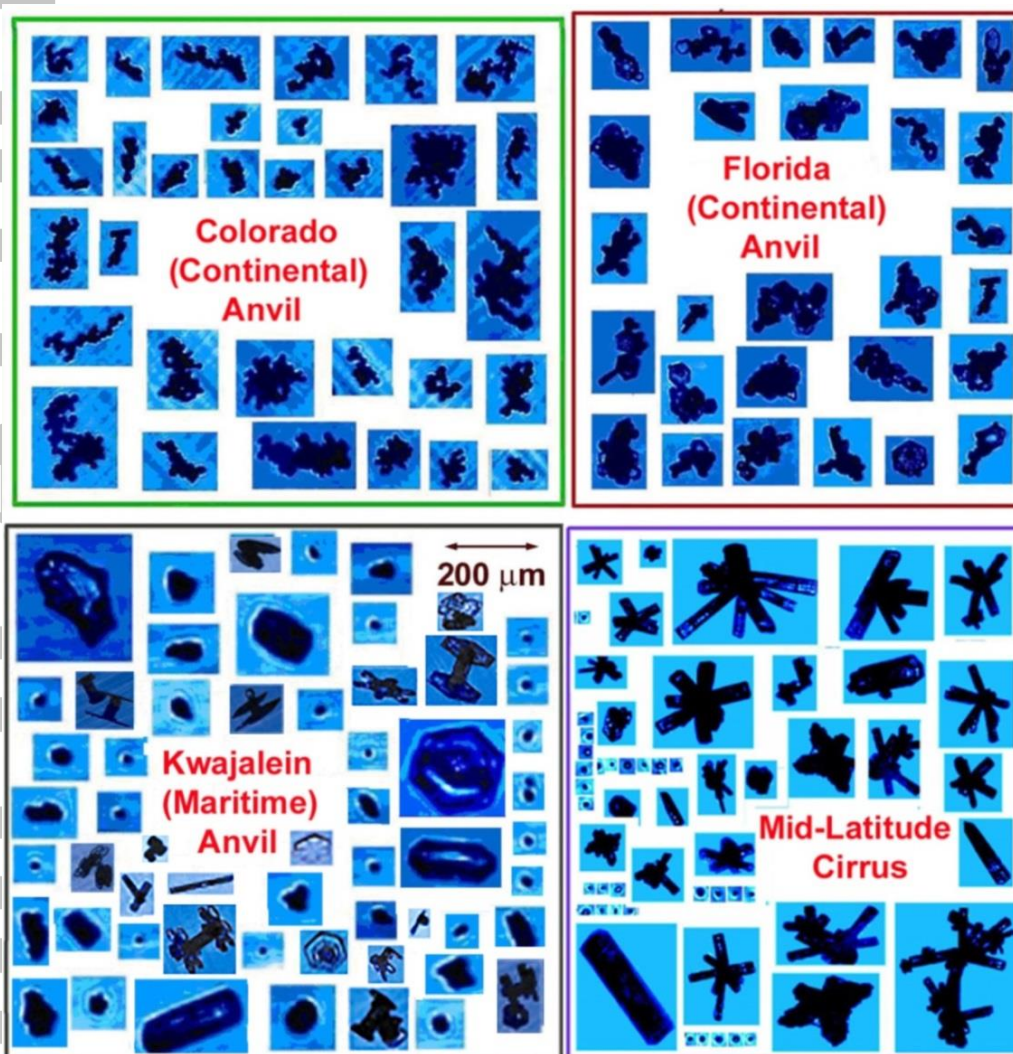 Colorado
(Continental)
Anvil
Florida
(Continental)
Anvil
200 μm
Kwajalein
(Maritime)
Anvil
Mid-Latitude
Cirrus